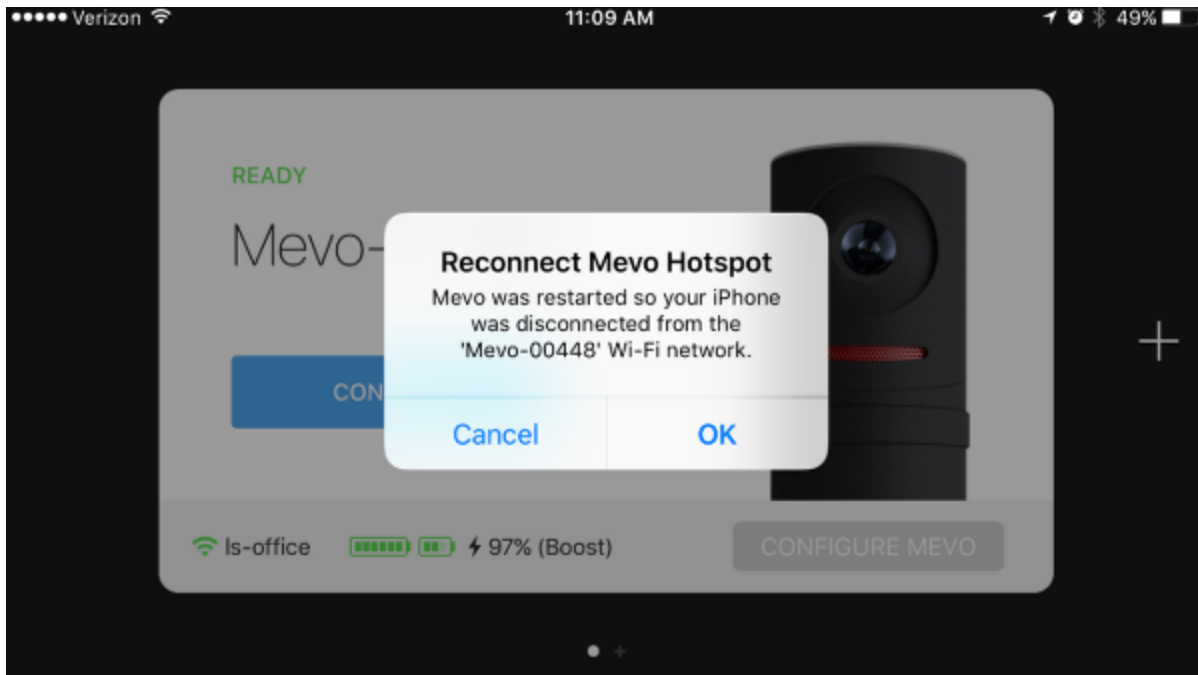 Verizon 11:09 AM 49%
READY
Mevo-
Reconnect Mevo Hotspot
Mevo was restarted so your iPhone
was disconnected from the
'Mevo-00448' Wi-Fi network.
CON
Cancel OK
ls-office 97% (Boost) CONFIGURE MEVO